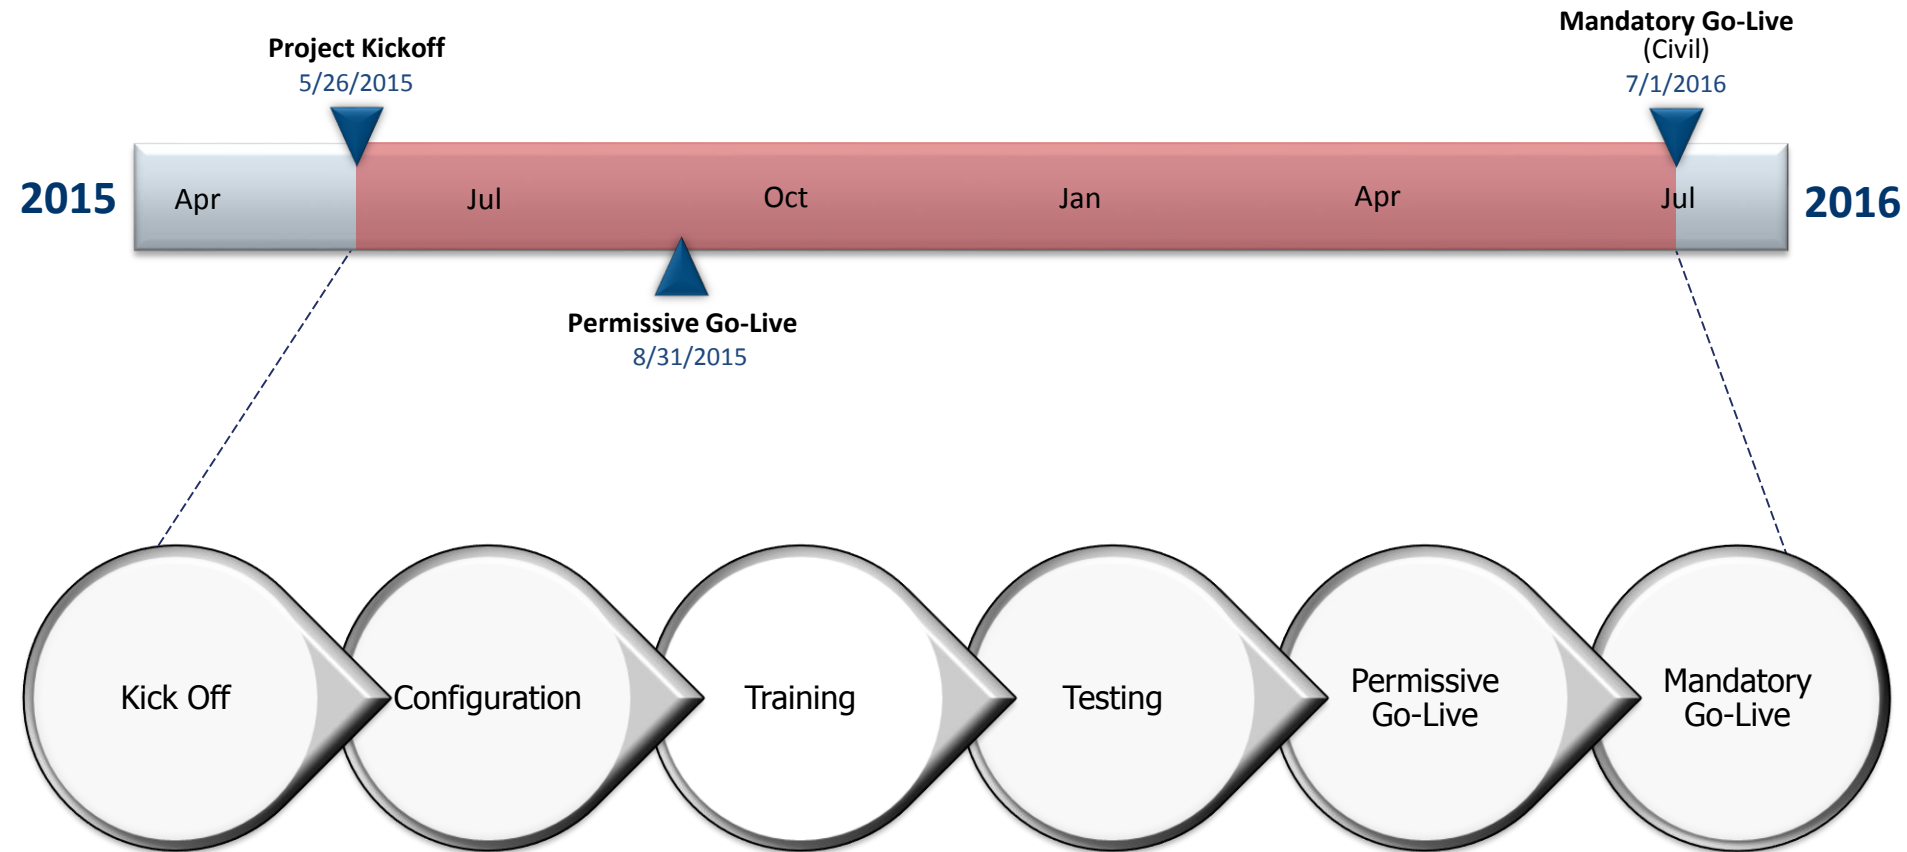 Project Kickoff
5/26/2015
Mandatory Go-Live
(Civil)
7/1/2016
2015
Apr
Jul
Oct
Jan
Apr
Jul
2016
Permissive Go-Live
8/31/2015
Kick Off
Configuration
Training
Testing
Permissive
Go-Live
Mandatory
Go-Live